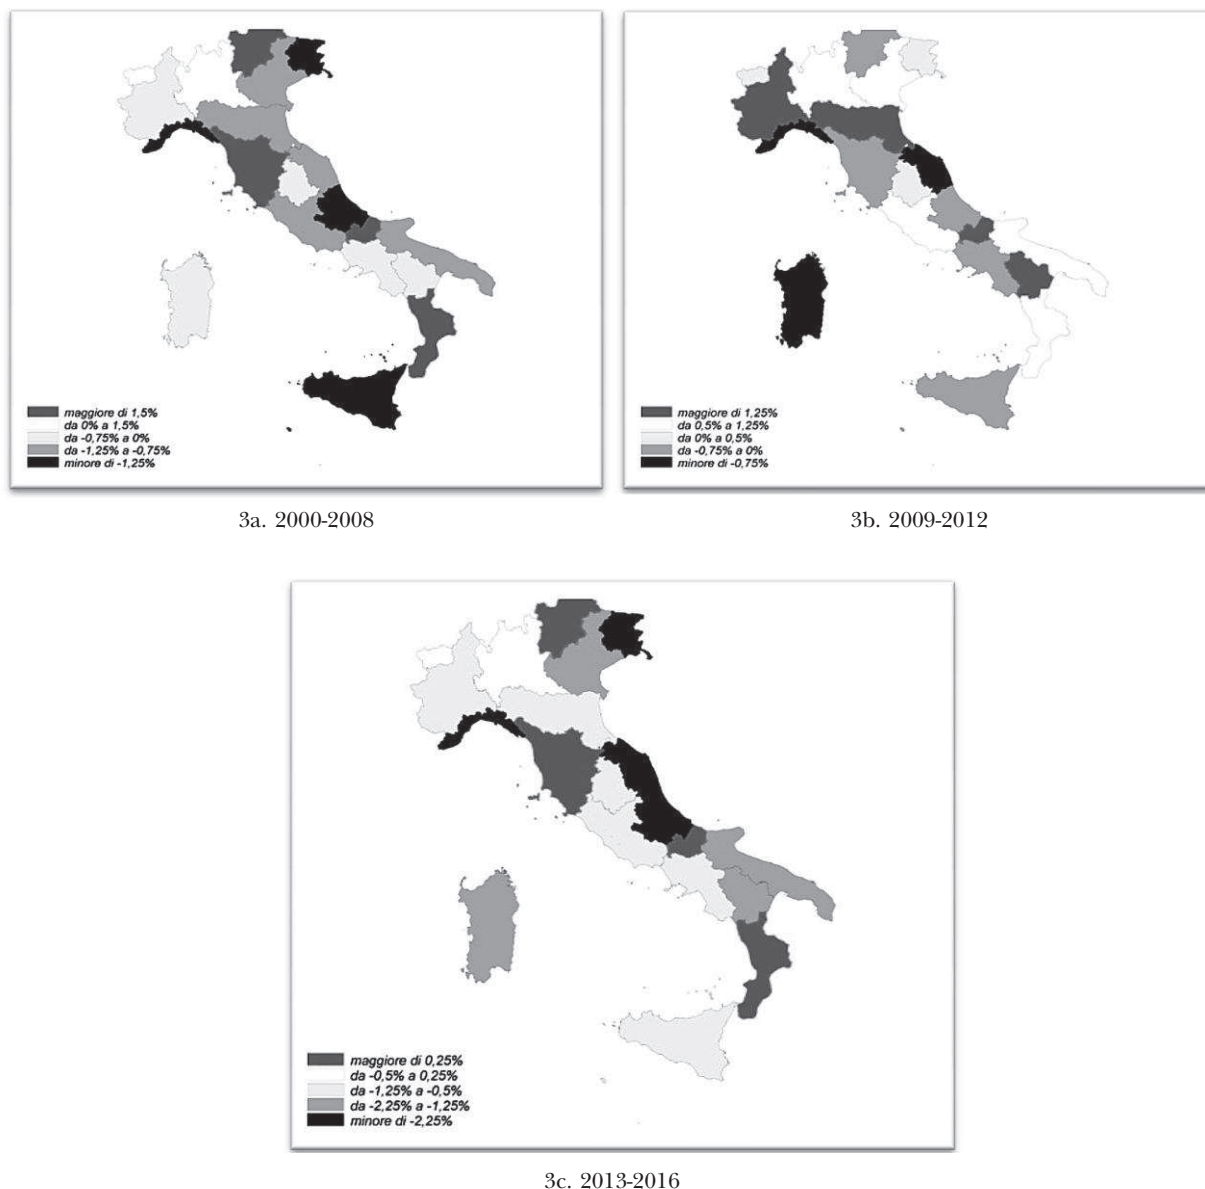 maggiore di 1,5%
da 0% a 1,5%
da -0,75% a 0%
da -1,25% a -0,75%
minore di -1,25%
3a. 2000-2008
maggiore di 1,25%
da 0,5% a 1,25%
da 0% a 0,5%
da -0,75% a 0%
minore di -0,75%
3b. 2009-2012
maggiore di 0,25%
da -0,5% a 0,25%
da -1,25% a -0,5%
da -2,25% a -1,25%
minore di -2,25%
3c. 2013-2016